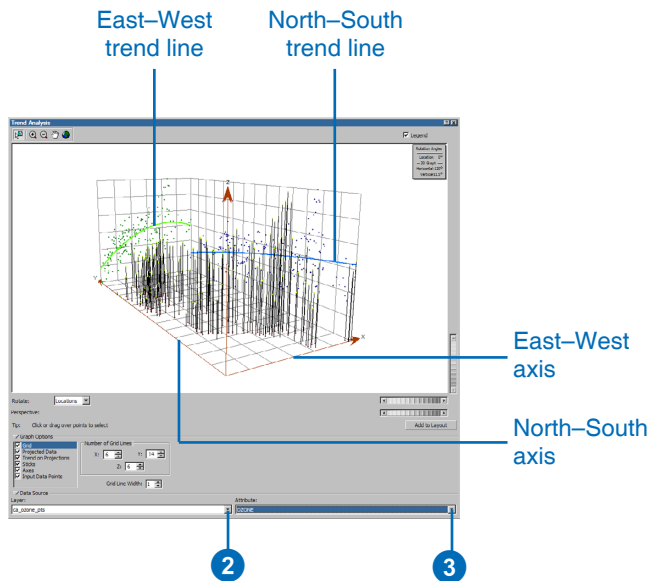 East–West
trend line
North–South
trend line
Trend Analysis
Legend
Rotation Angles
Location 0°
3D Graph
Z
Y
X
East–West
axis
North–South
axis
Rotate:
Locations
Perspective:
Tip: Click or drag over points to select
Add to Layout
Graph Options
Grid
Projected Data
Trend on Projections
Sticks
Axes
Input Data Points
Number of Grid Lines
X: 6
Y: 14
Z: 6
Grid Line Width: 1
Data Source
Layer:
ca_ozone_pts
Attribute:
OZONE
2
3